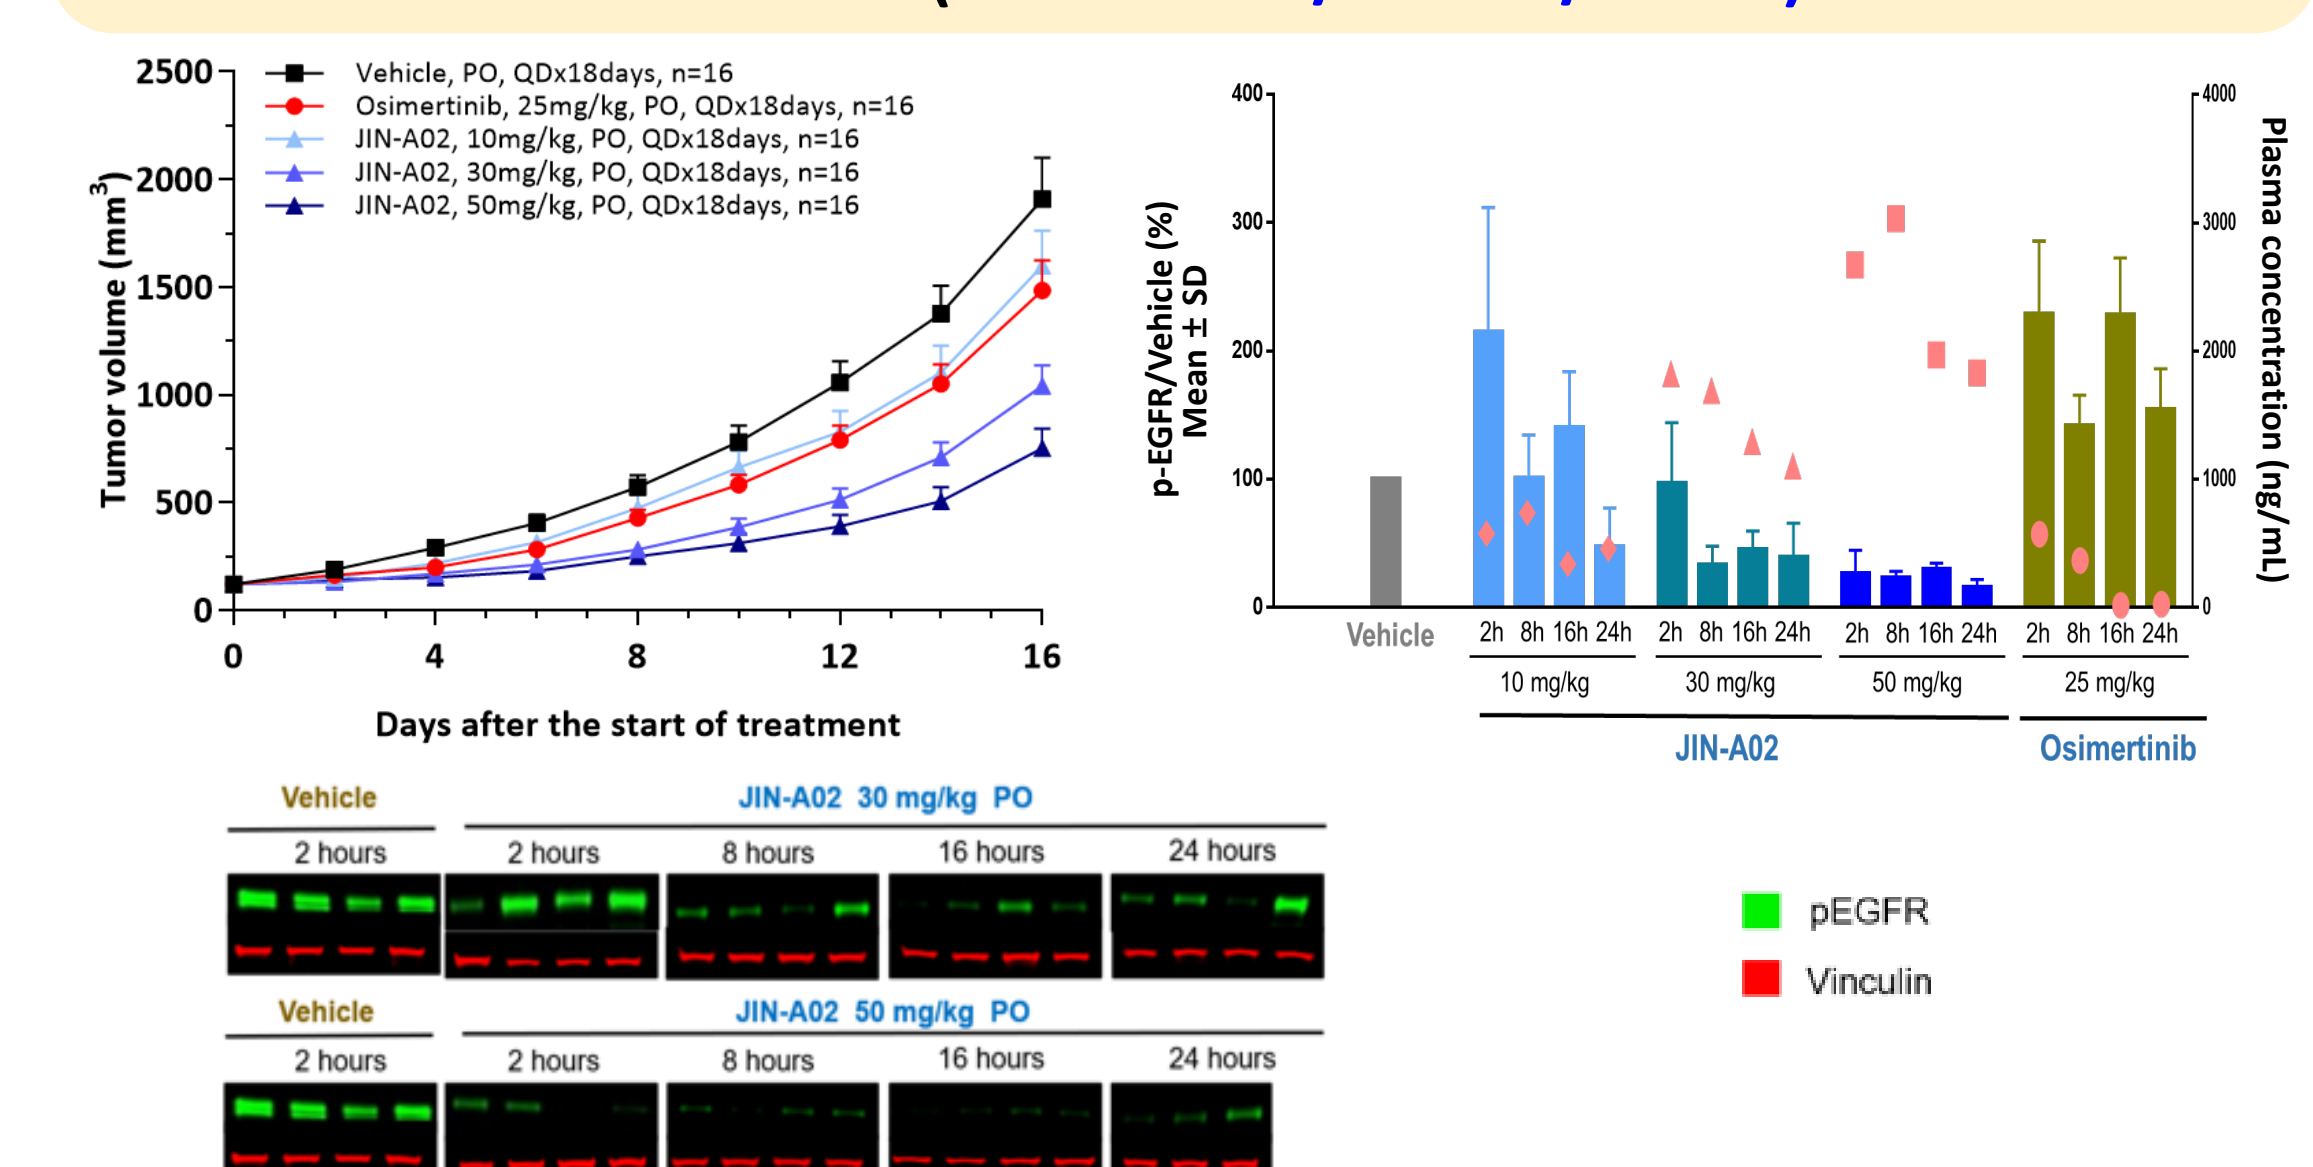 2500
2000
1500
1000
500
0
Tumor volume (mm3)
Vehicle, PO, QDx18days, n=16
Osimertinib, 25mg/kg, PO, QDx18days, n=16
JIN-A02, 10mg/kg, PO, QDx18days, n=16
JIN-A02, 30mg/kg, PO, QDx18days, n=16
JIN-A02, 50mg/kg, PO, QDx18days, n=16
0 4 8 12 16
Days after the start of treatment
p-EGFR/Vehicle (%)
Mean ± SD
400
300
200
100
0
4000
3000
2000
1000
0
Plasma concentration (ng/mL)
Vehicle
2h 8h 16h 24h 2h 8h 16h 24h 2h 8h 16h 24h 2h 8h 16h 24h
10 mg/kg 30 mg/kg 50 mg/kg 25 mg/kg
JIN-A02 Osimertinib
Vehicle JIN-A02 30 mg/kg PO
2 hours 2 hours 8 hours 16 hours 24 hours
Vehicle JIN-A02 50 mg/kg PO
2 hours 2 hours 8 hours 16 hours 24 hours
pEGFR
Vinculin